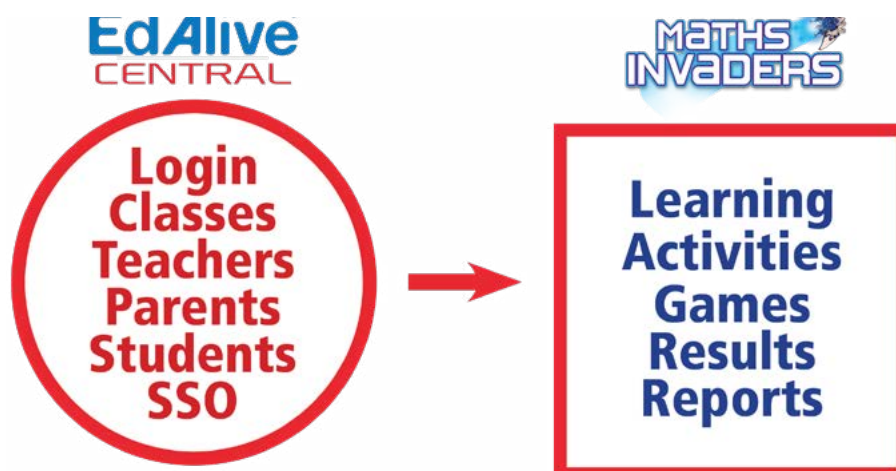 EdAlive
CENTRAL
Login
Classes
Teachers
Parents
Students
SSO
MaTHS
INVaDERS
Learning
Activities
Games
Results
Reports